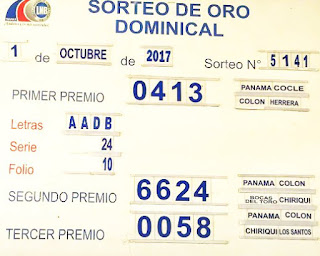 LNB
SORTEO DE ORO
DOMINICAL
1 de OCTUBRE de 2017 Sorteo N° 5141
PRIMER PREMIO 0413 PANAMA COCLE
COLON HERRERA
Letras AADB
Serie 24
Folio 10
SEGUNDO PREMIO 6624 PANAMA COLON
BOCAS DEL TORO CHIRIQUI
TERCER PREMIO 0058 PANAMA COLON
CHIRIQUI LOS SANTOS